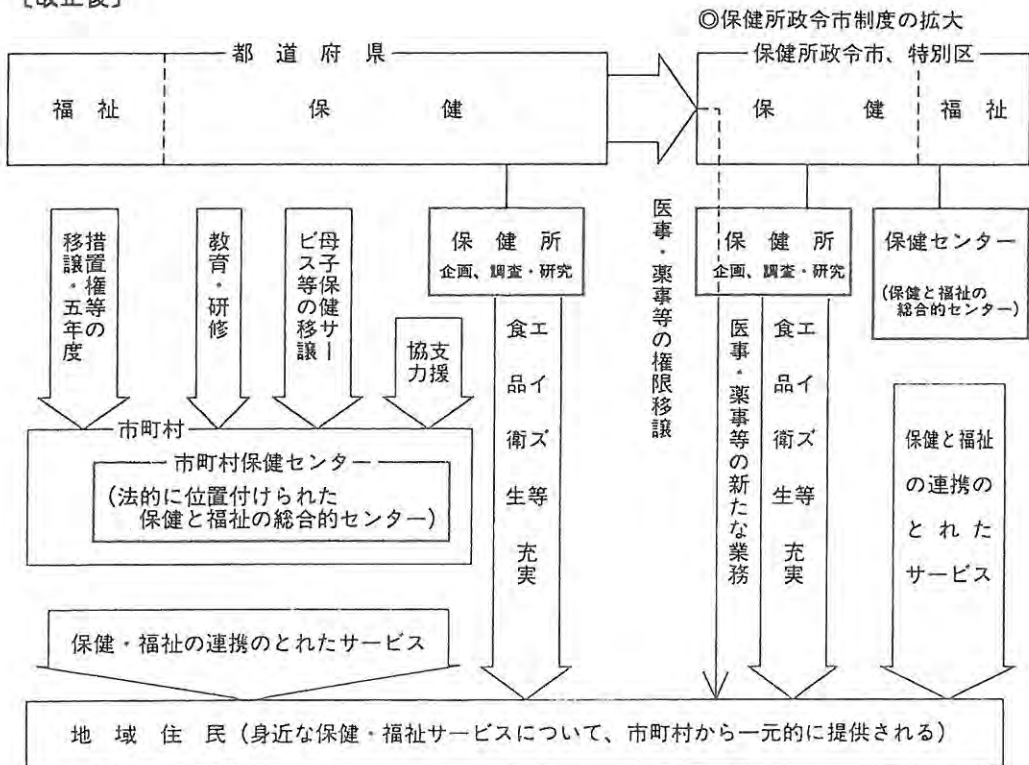 ［改正後］
◎保健所政令市制度の拡大
都道府県
保健所政令市、特別区
福祉
保健
保健
福祉
措置権等の
移譲・五年度
教育・研修
母子保健サー
ビス等の移譲
支援
協力
保健所
企画、調査・研究
エイズ等
食品衛生
充実
医事・薬事等の権限移譲
保健所
企画、調査・研究
医事・薬事等の新たな業務
エイズ等
食品衛生
充実
保健センター
（保健と福祉の
総合的センター）
保健と福祉
の連携の
とれた
サービス
市町村
市町村保健センター
（法的に位置付けられた
保健と福祉の総合的センター）
保健・福祉の連携のとれたサービス
地域住民（身近な保健・福祉サービスについて、市町村から一元的に提供される）